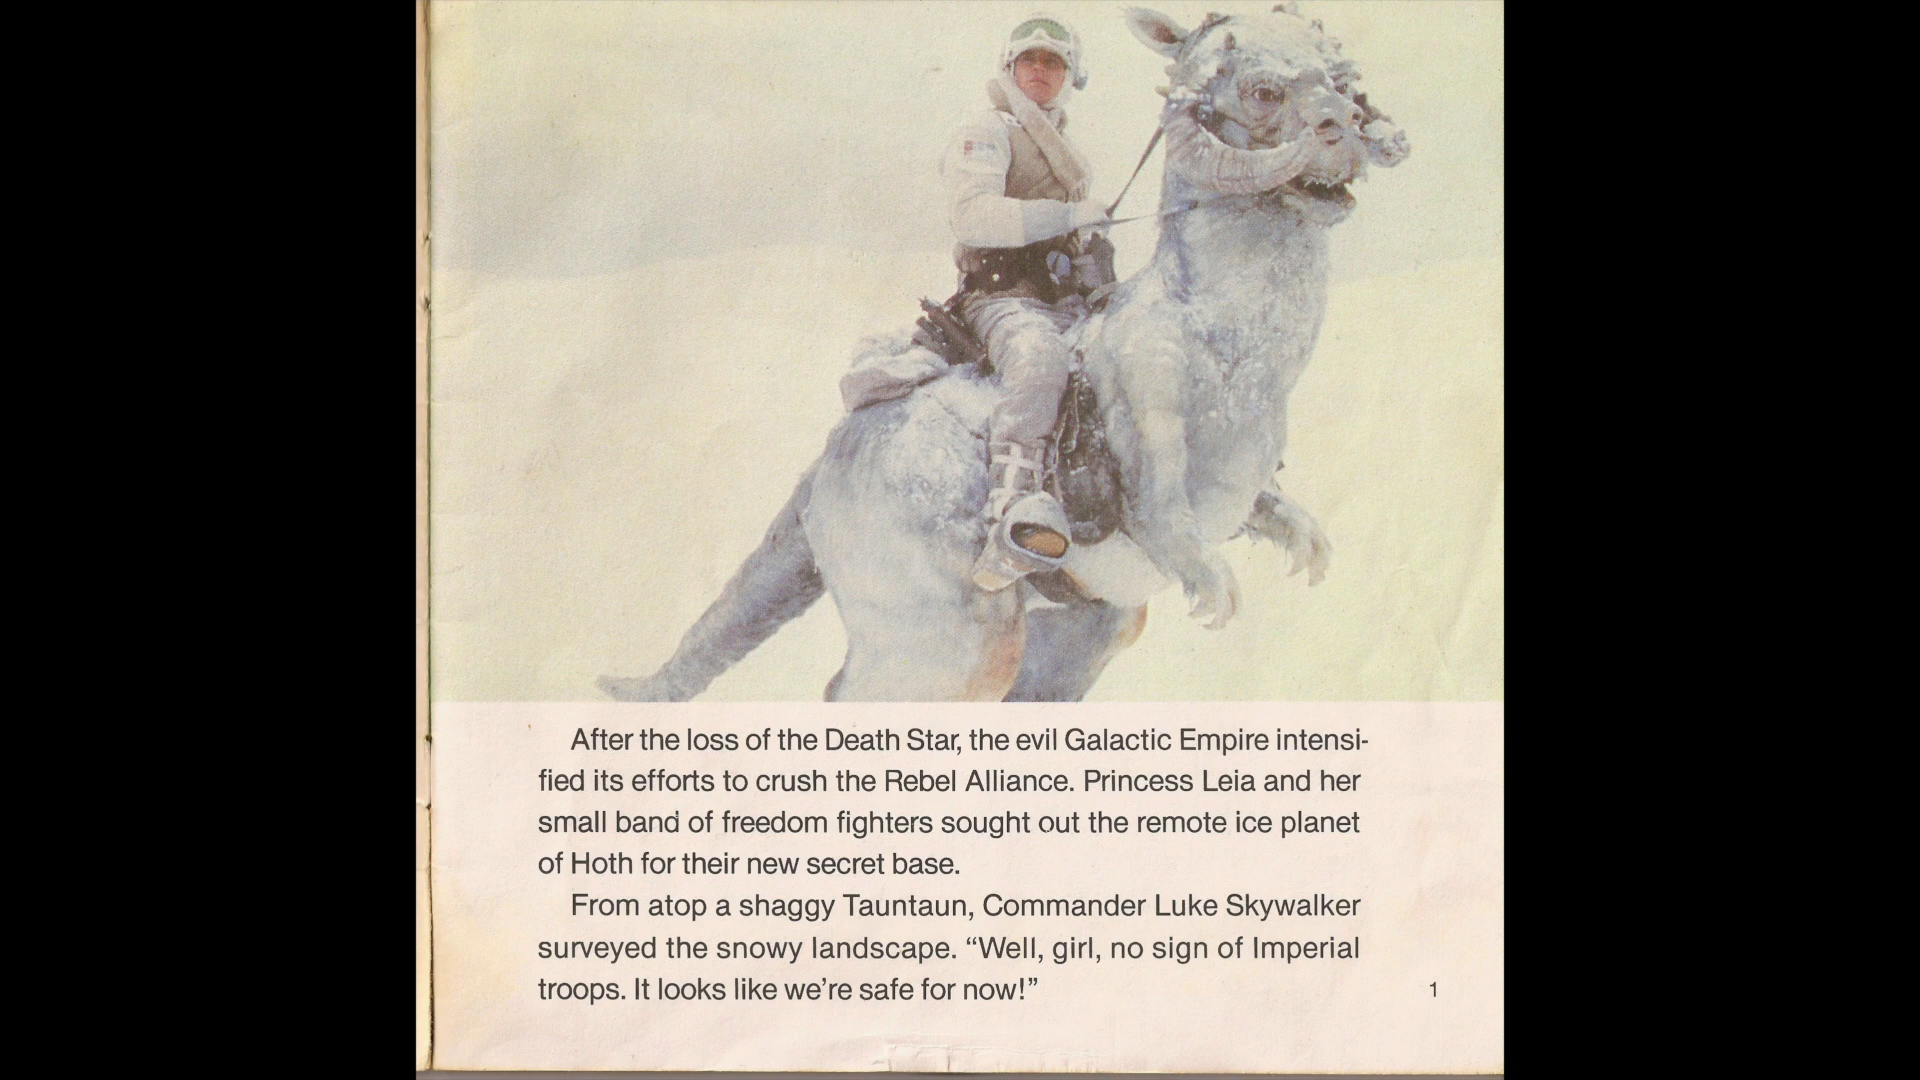 After the loss of the Death Star, the evil Galactic Empire intensi-
fied its efforts to crush the Rebel Alliance. Princess Leia and her
small band of freedom fighters sought out the remote ice planet
of Hoth for their new secret base.
From atop a shaggy Tauntaun, Commander Luke Skywalker
surveyed the snowy landscape. “Well, girl, no sign of Imperial
troops. It looks like we’re safe for now!”
1